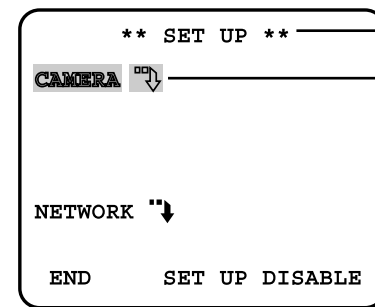 ** SET UP **
CAMERA
NETWORK
END SET UP DISABLE